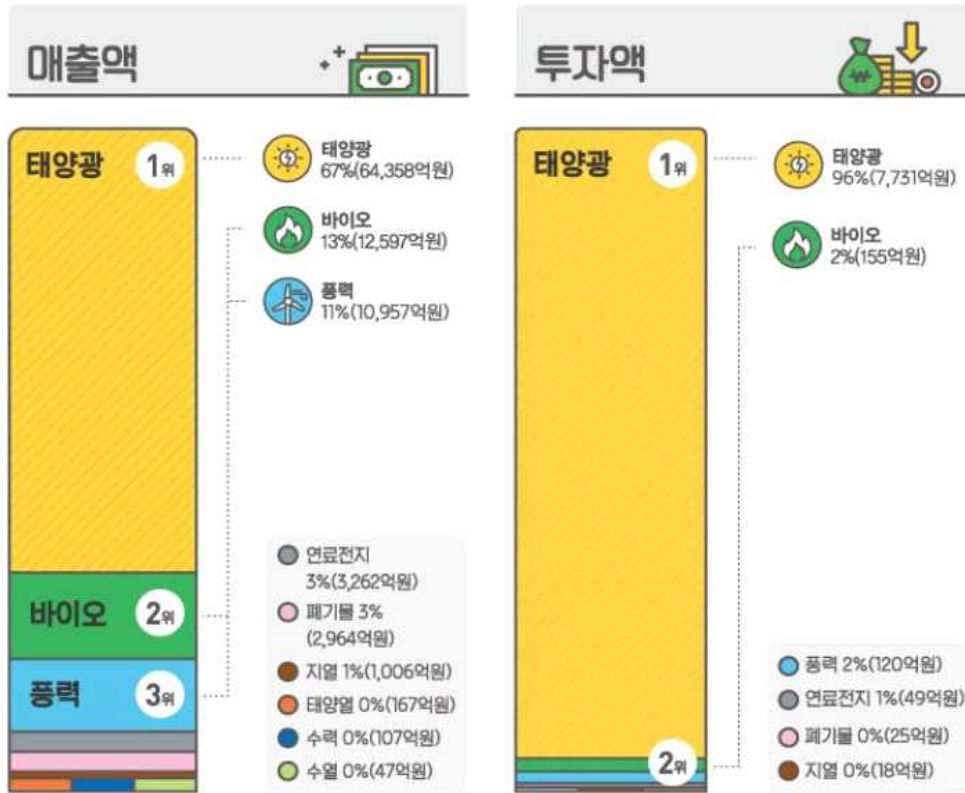 매출액
태양광 1위
바이오 2위
풍력 3위
태양광
67%(64,358억원)
바이오
13%(12,597억원)
풍력
11%(10,957억원)
연료전지
3%(3,262억원)
폐기물 3%
(2,964억원)
지열 1%(1,006억원)
태양열 0%(167억원)
수력 0%(107억원)
수열 0%(47억원)
투자액
₩
태양광 1위
2위
태양광
96%(7,731억원)
바이오
2%(155억원)
풍력 2%(120억원)
연료전지 1%(49억원)
폐기물 0%(25억원)
지열 0%(18억원)